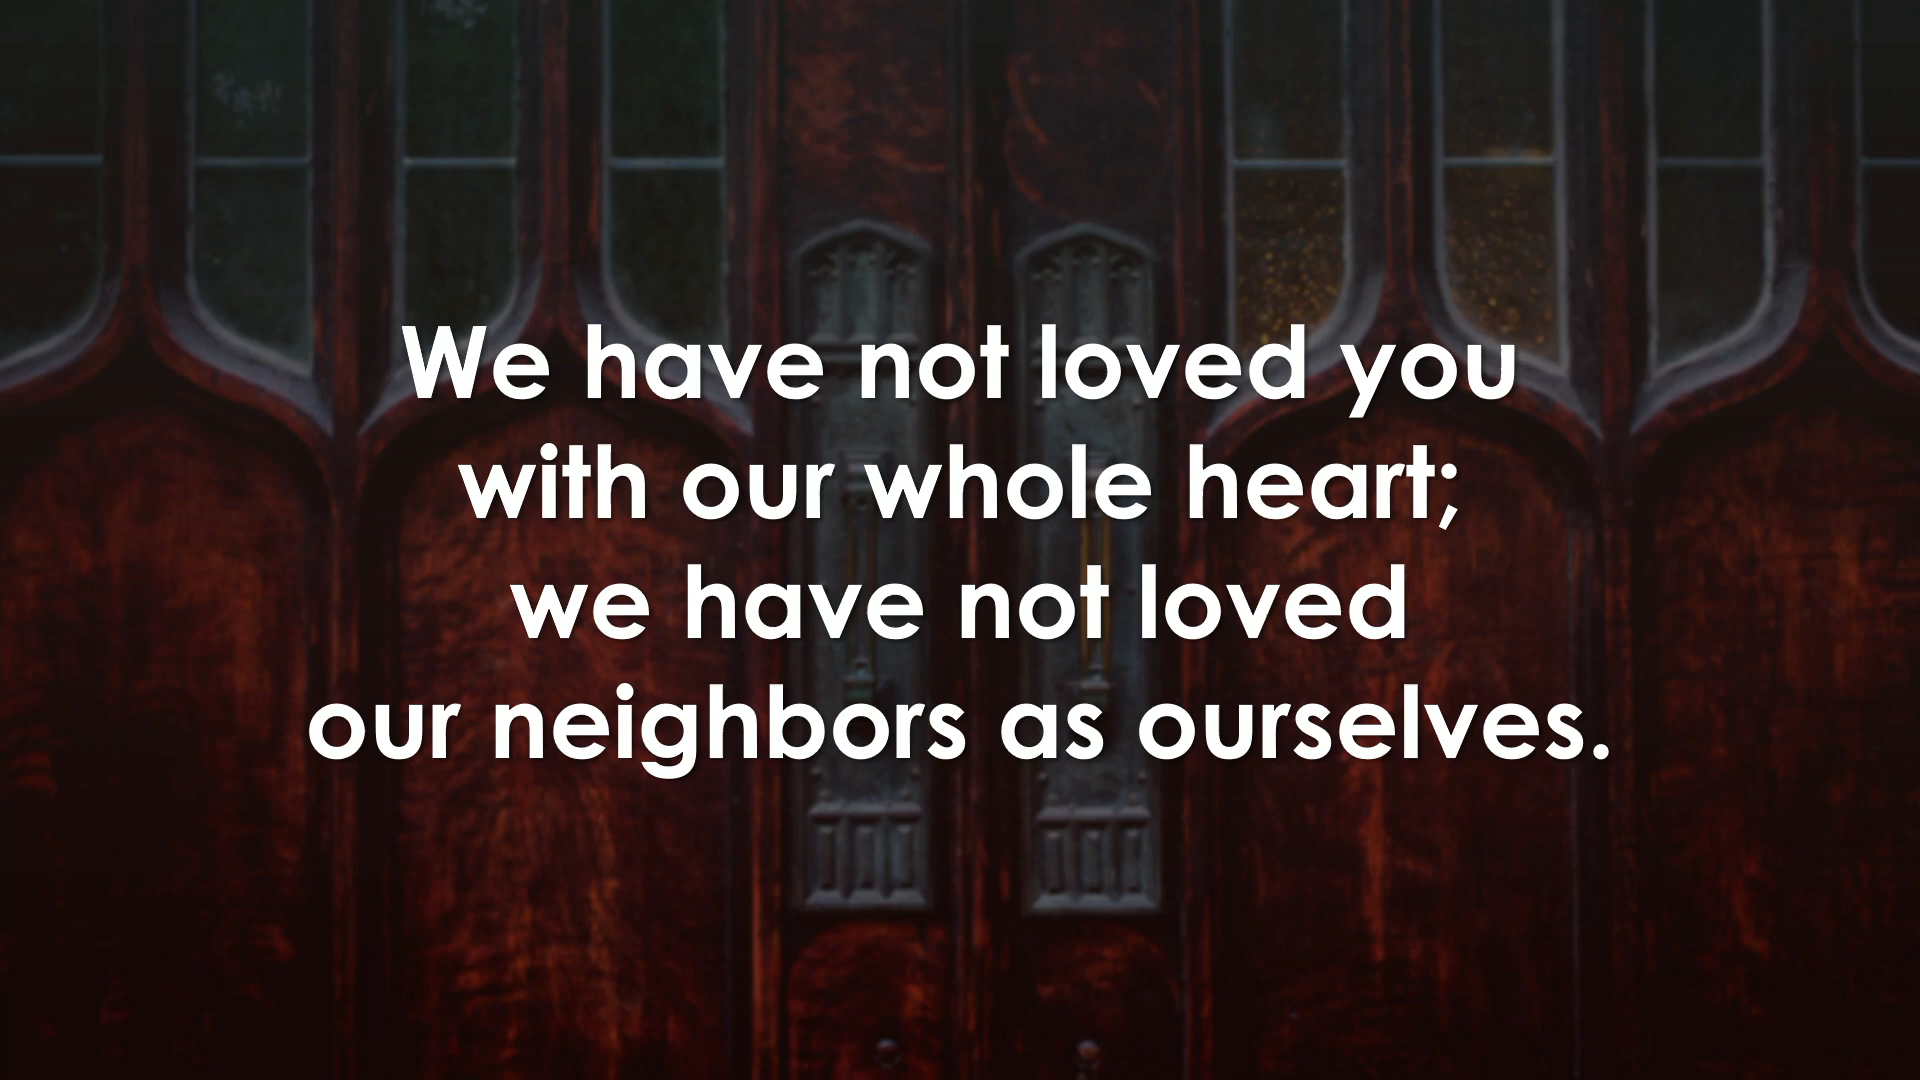 We have not loved you
with our whole heart;
we have not loved
our neighbors as ourselves.